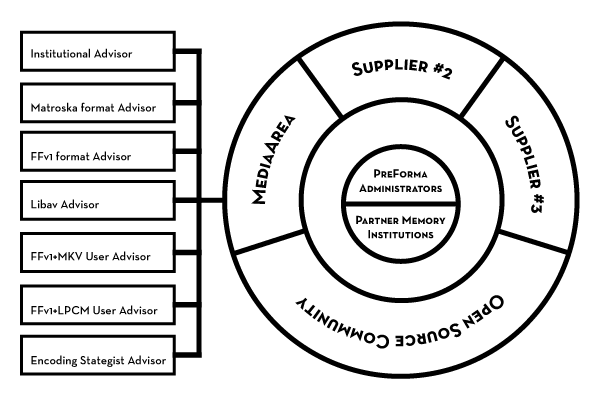 Institutional Advisor
Matroska format Advisor
FFv1 format Advisor
Libav Advisor
FFv1+MKV User Advisor
FFv1+LPCM User Advisor
Encoding Stategist Advisor
MediaArea
Supplier #2
Supplier #3
Open Source Community
PreForma
Administrators
Partner Memory
Institutions